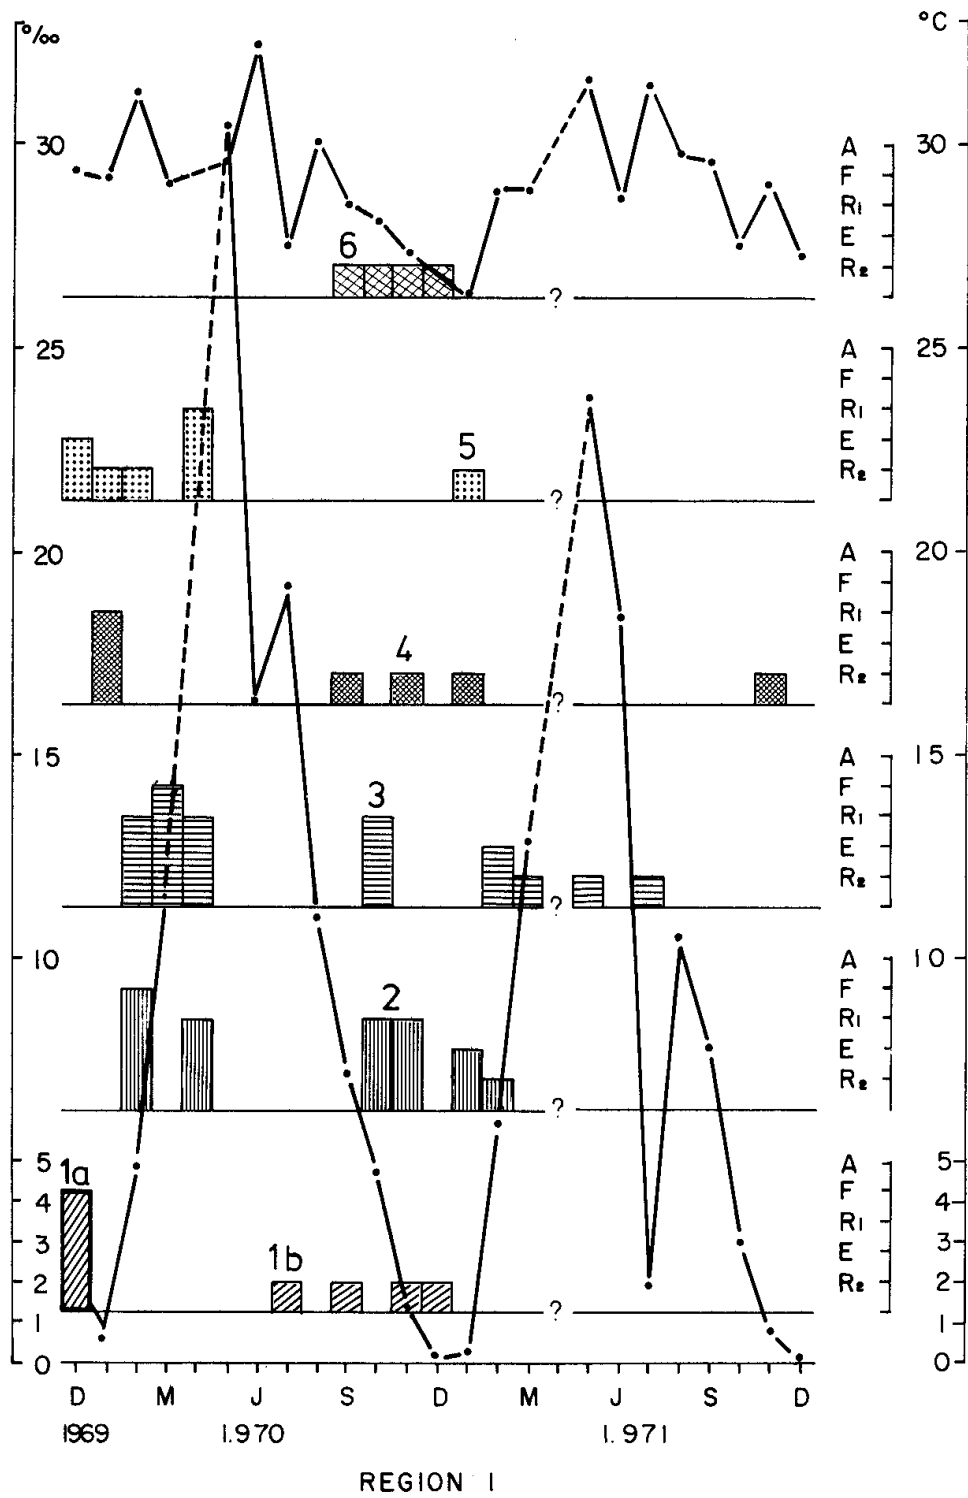 ‰ °C
30 A 30
F
R1
6 E
R2
?
25 A 25
F
R1
5 E
R2
?
20 A 20
F
R1
4 E
R2
?
15 A 15
F
3 R1
E
R2
?
10 A 10
F
2 R1
E
R2
?
5 A 5
1a
4 F 4
3 R1 3
1b E
2 R2 2
?
1 1
0 0
D M J S D M J S D
1969 1.970 1.971
REGION I